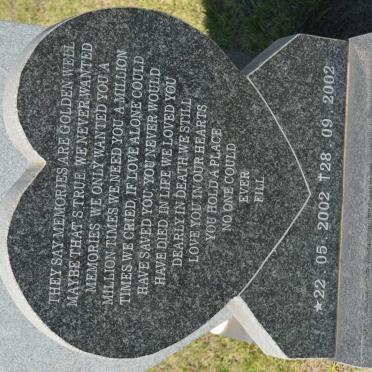 THEY SAY MEMORIES ARE GOLDEN WELL
MAYBE THAT'S TRUE. WE NEVER WANTED
MEMORIES, WE ONLY WANTED YOU. A
MILLION TIMES WE NEED YOU, A MILLION
TIMES WE CRIED, IF LOVE ALONE COULD
HAVE SAVED YOU. YOU NEVER WOULD
HAVE DIED. IN LIFE WE LOVED YOU
DEARLY IN DEATH WE STILL
LOVE YOU IN OUR HEARTS
YOU HOLD A PLACE
NO ONE COULD
EVER
FILL
*22 05 2002 †28 09 2002